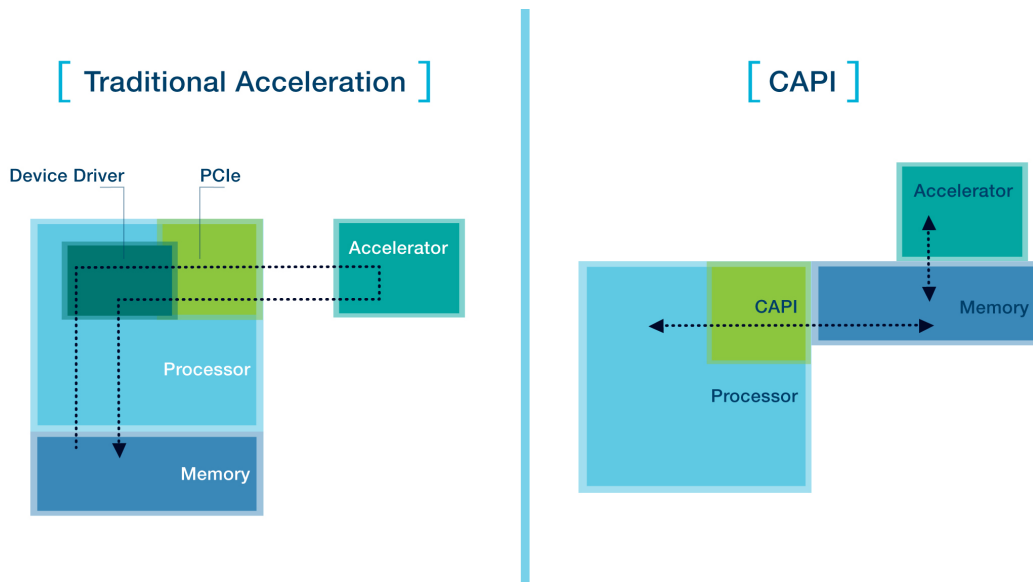 [ Traditional Acceleration ]
Device Driver
PCIe
Accelerator
Processor
Memory
[ CAPI ]
Accelerator
CAPI
Memory
Processor